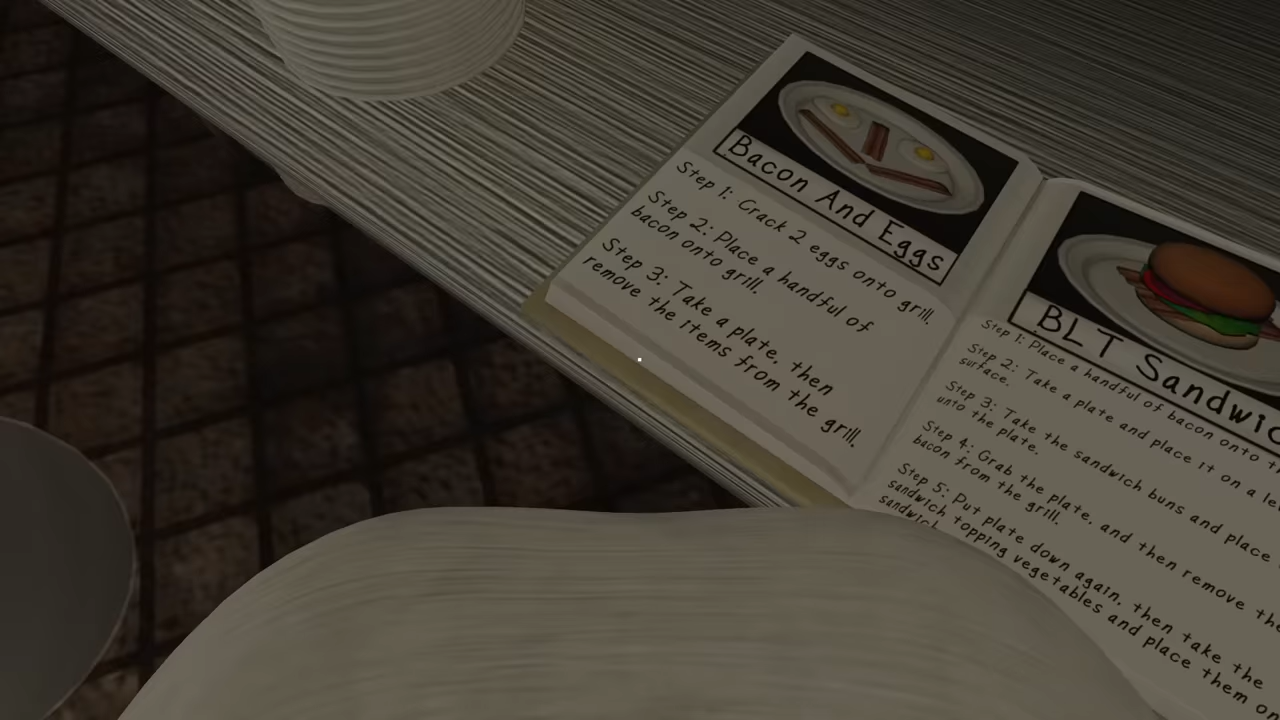 Bacon And Eggs
Step 1: Crack 2 eggs onto grill.
Step 2: Place a handful of
bacon onto grill.
Step 3: Take a plate, then
remove the items from the grill.
BLT
Step 1: Place a handful of bacon onto
Step 2: Take a plate and place it on a
surface.
Step 3: Take the sandwich buns and place
unto the plate.
Step 4: Grab the plate, and then remove the
bacon from the grill.
Step 5: Put plate down again, then take the
sandwich topping vegetables and place them